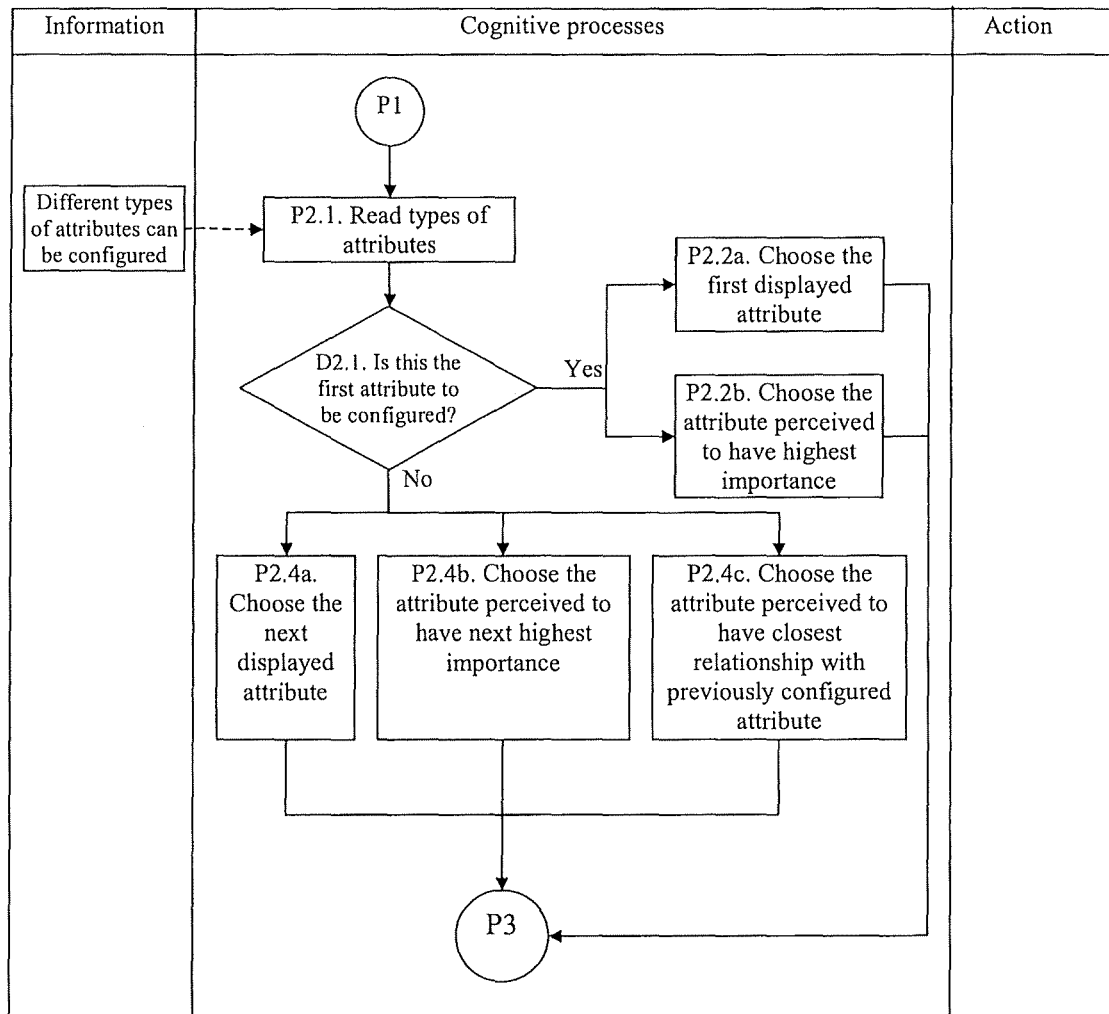 Information
Cognitive processes
Action
P1
Different types
of attributes can
be configured
P2.1. Read types of
attributes
P2.2a. Choose the
first displayed
attribute
D2.1. Is this the
first attribute to
be configured?
Yes
P2.2b. Choose the
attribute perceived
to have highest
importance
No
P2.4a.
Choose the
next
displayed
attribute
P2.4b. Choose the
attribute perceived to
have next highest
importance
P2.4c. Choose the
attribute perceived to
have closest
relationship with
previously configured
attribute
P3